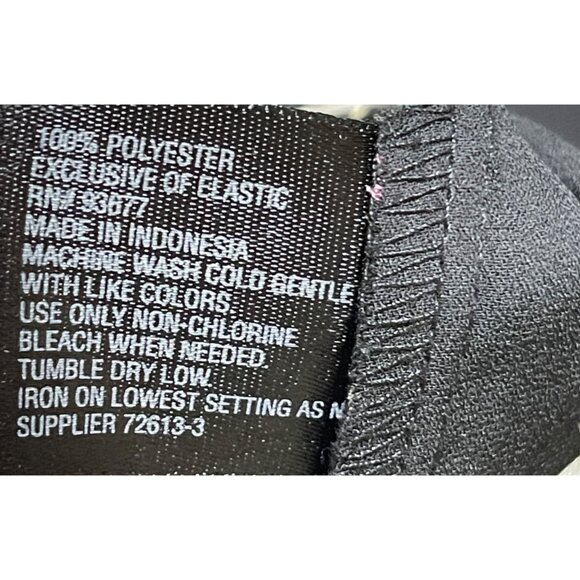 100% POLYESTER
EXCLUSIVE OF ELASTIC
RN# 93677
MADE IN INDONESIA
MACHINE WASH COLD GENTLE
WITH LIKE COLORS
USE ONLY NON-CHLORINE
BLEACH WHEN NEEDED.
TUMBLE DRY LOW.
IRON ON LOWEST SETTING AS N
SUPPLIER 72613-3